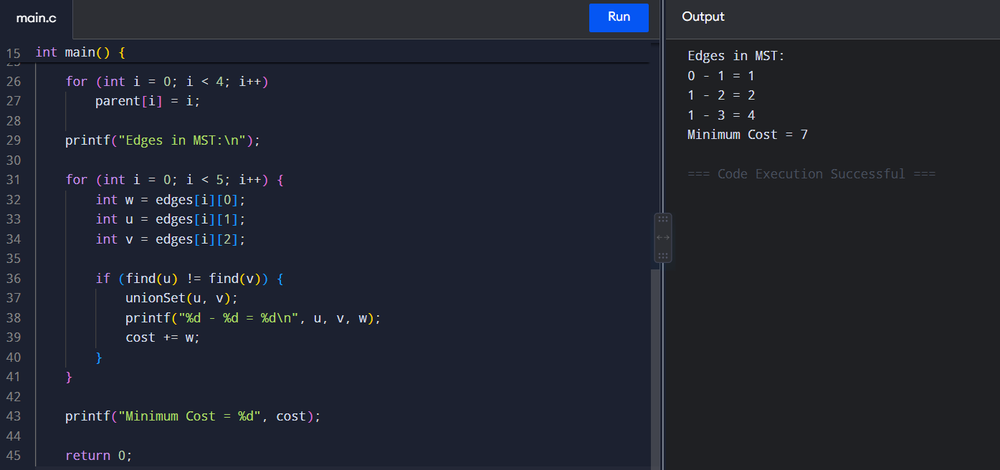 main.c
Run
Output
15 int main() {
25
26 for (int i = 0; i < 4; i++)
27 parent[i] = i;
28
29 printf("Edges in MST:\n");
30
31 for (int i = 0; i < 5; i++) {
32 int w = edges[i][0];
33 int u = edges[i][1];
34 int v = edges[i][2];
35
36 if (find(u) != find(v)) {
37 unionSet(u, v);
38 printf("%d - %d = %d\n", u, v, w);
39 cost += w;
40 }
41 }
42
43 printf("Minimum Cost = %d", cost);
44
45 return 0;
Edges in MST:
0 - 1 = 1
1 - 2 = 2
1 - 3 = 4
Minimum Cost = 7
=== Code Execution Successful ===